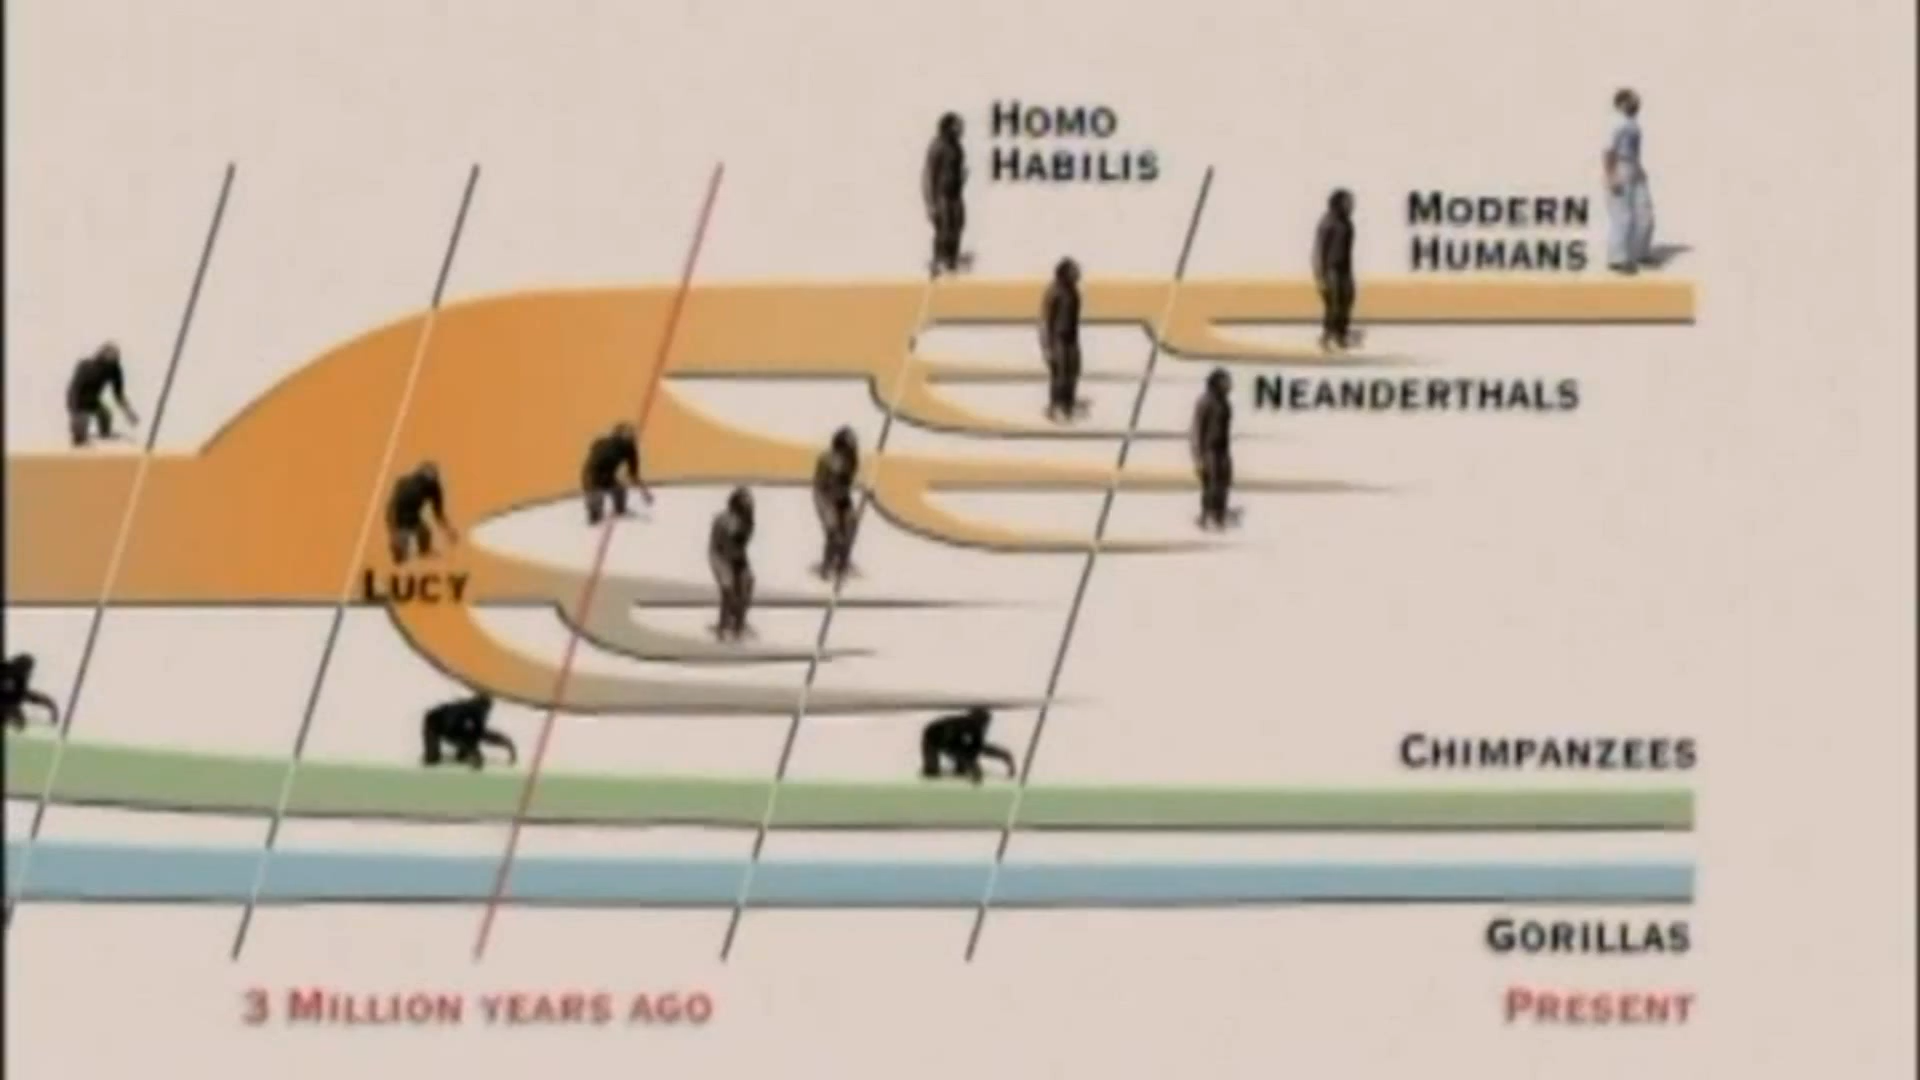 HOMO
HABILIS
MODERN
HUMANS
NEANDERTHALS
LUCY
CHIMPANZEES
GORILLAS
3 MILLION YEARS AGO
PRESENT